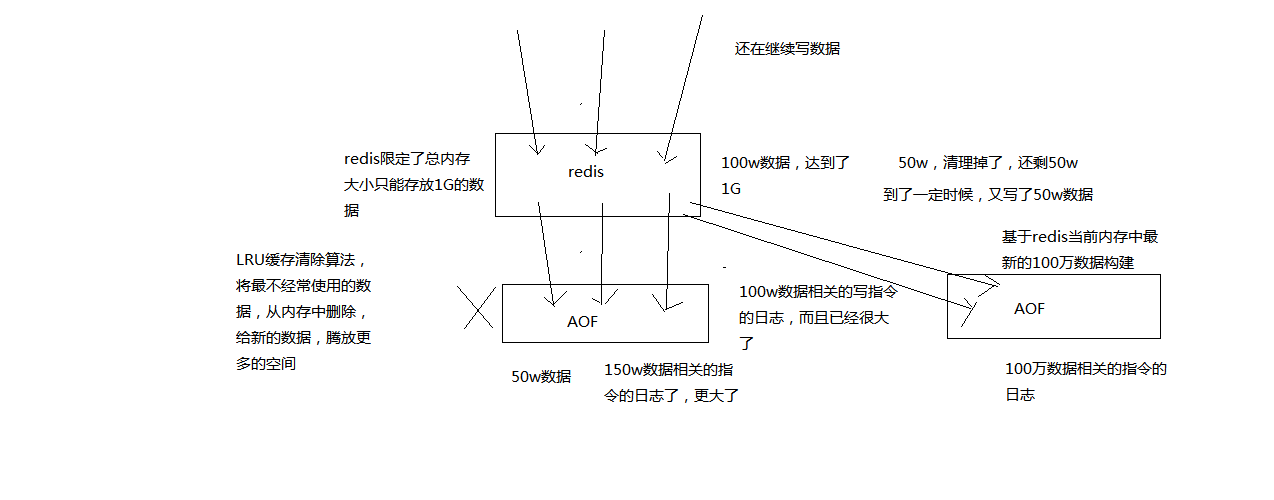 还在继续写数据
redis限定了总内存
大小只能存放1G的数
据
redis
100w数据，达到了
1G
50w，清理掉了，还剩50w
到了一定时候，又写了50w数据
LRU缓存清除算法，
将最不经常使用的数
据，从内存中删除，
给新的数据，腾放更
多的空间
AOF
100w数据相关的写指令
的日志，而且已经很大
了
50w数据
150w数据相关的指
令的日志了，更大了
基于redis当前内存中最
新的100万数据构建
AOF
100万数据相关的指令的
日志